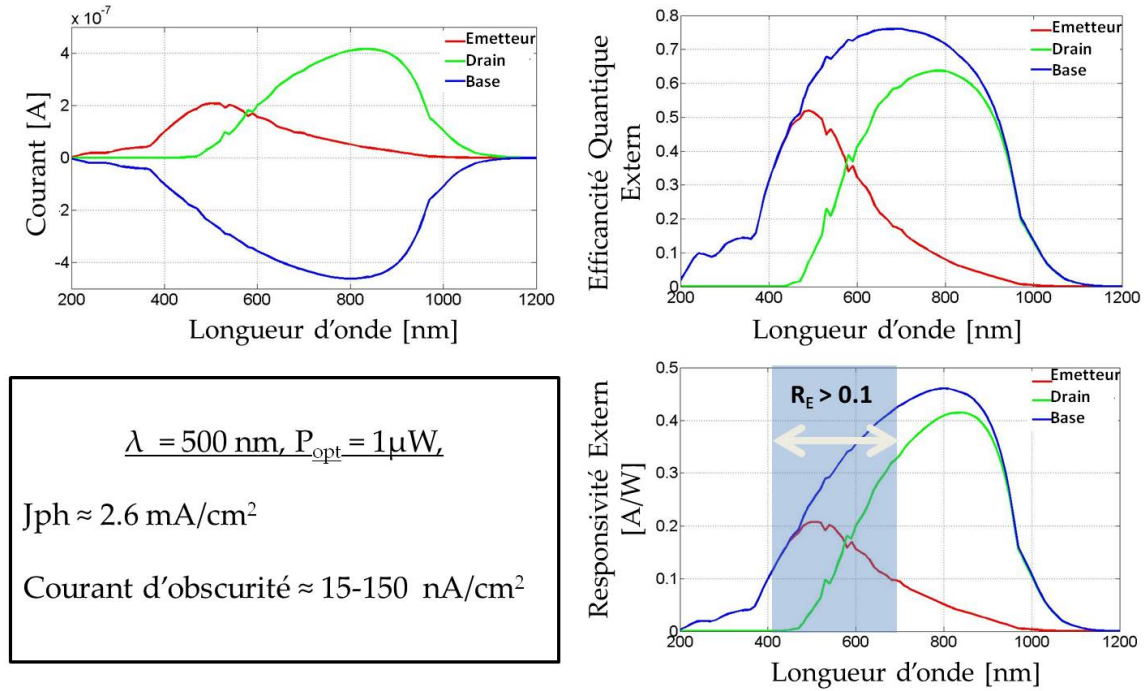 x 10^-7
Emetteur
Drain
Base
4
2
0
-2
-4
200 400 600 800 1000 1200
Courant [A]
Longueur d'onde [nm]
Emetteur
Drain
Base
0.8
0.7
0.6
0.5
0.4
0.3
0.2
0.1
0
200 400 600 800 1000 1200
Efficancité Quantique
Extern
Longueur d'onde [nm]
λ = 500 nm, Popt = 1µW,
Jph ≈ 2.6 mA/cm²
Courant d'obscurité ≈ 15-150 nA/cm²
Emetteur
Drain
Base
RE > 0.1
0.5
0.4
0.3
0.2
0.1
0
200 400 600 800 1000 1200
Responsivité Extern
[A/W]
Longueur d'onde [nm]